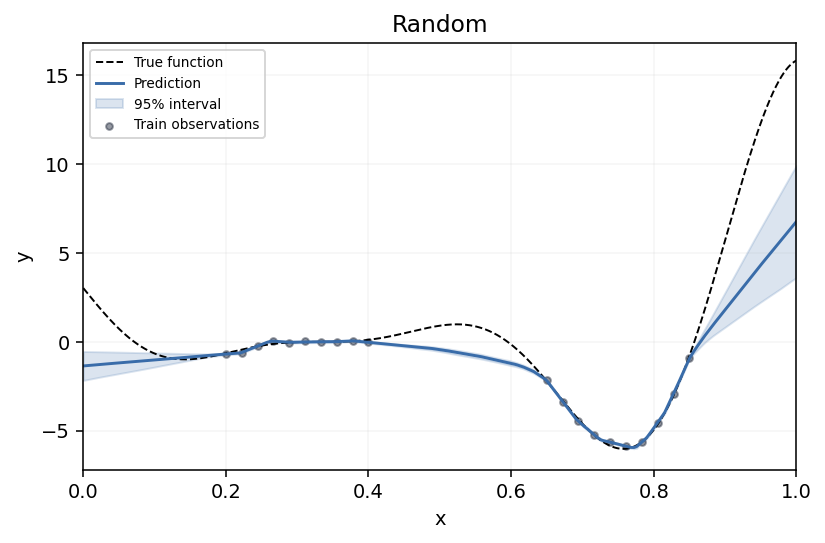 Random
True function
Prediction
95% interval
Train observations
15
10
5
0
−5
y
0.0 0.2 0.4 0.6 0.8 1.0
x